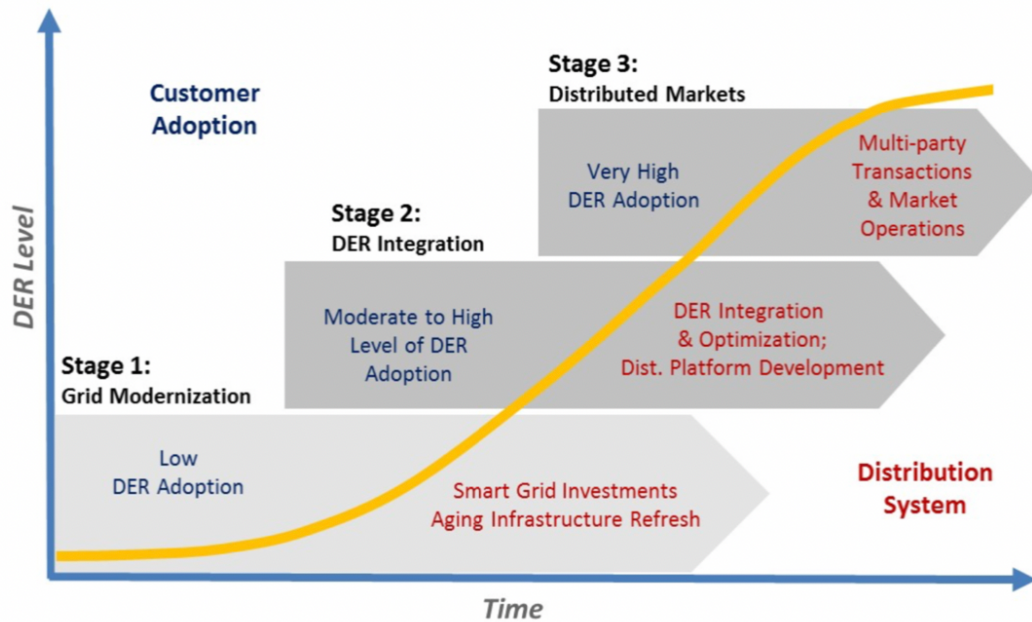 Customer
Adoption
Stage 3:
Distributed Markets
Very High
DER Adoption
Multi-party
Transactions
& Market
Operations
Stage 2:
DER Integration
Moderate to High
Level of DER
Adoption
DER Integration
& Optimization;
Dist. Platform Development
Stage 1:
Grid Modernization
Low
DER Adoption
Smart Grid Investments
Aging Infrastructure Refresh
Distribution
System
DER Level
Time